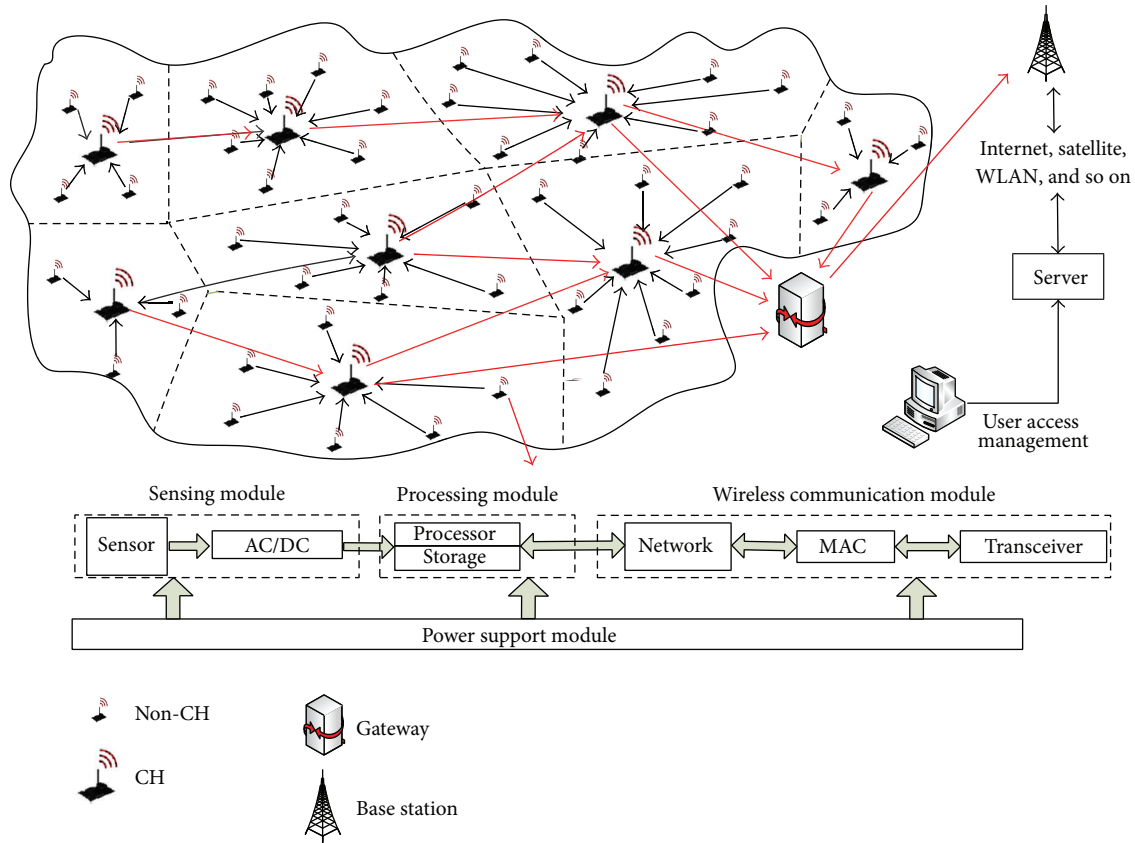 Internet, satellite,
WLAN, and so on
Server
User access
management
Sensing module
Processing module
Wireless communication module
Sensor
AC/DC
Processor
Storage
Network
MAC
Transceiver
Power support module
Non-CH
Gateway
CH
Base station